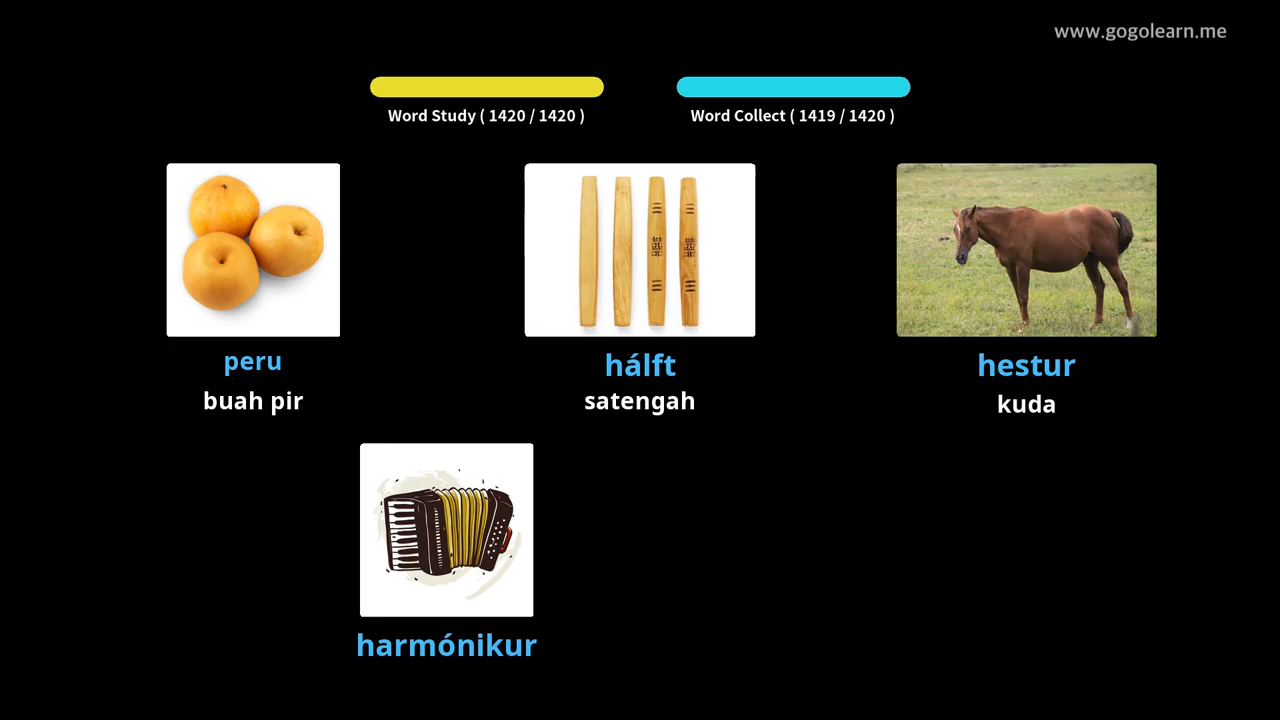 www.gogolearn.me
Word Study ( 1420 / 1420 )
Word Collect ( 1419 / 1420 )
peru
hálft
hestur
buah pir
satengah
kuda
harmónikur